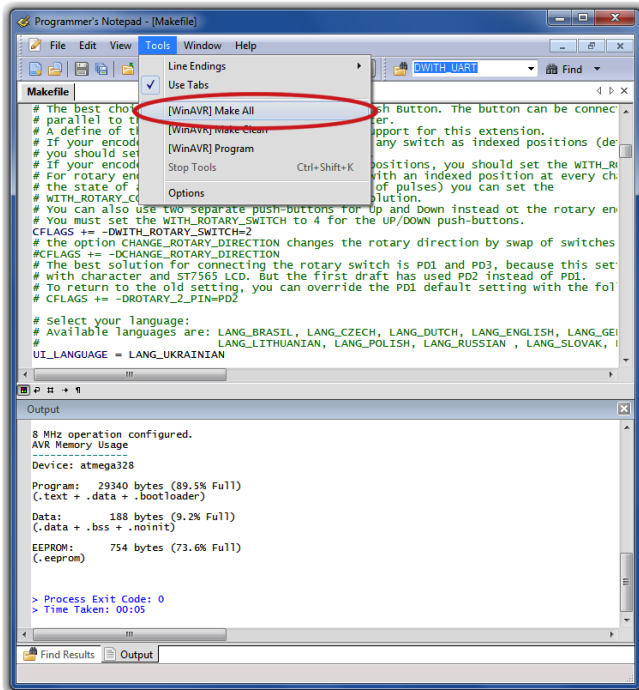 Programmer's Notepad - [Makefile]
File Edit View Tools Window Help
DWITH_UART Find
Line Endings
Use Tabs
[WinAVR] Make All
[WinAVR] Make Clean
[WinAVR] Program
Stop Tools Ctrl+Shift+K
Options
Makefile
# The best choi sh Button. The button can be connec
# parallel to th er.
# A define of th upport for this extension.
# If your encode any switch as indexed positions (de
# you should set
# If your encode ositions, you should set the WITH_R
# For rotary en with an indexed position at every ch
# the state of a of pulses) you can set the
# WITH_ROTARY_CO olution.
# You can also use two separate push-buttons for Up and Down instead of the rotary en
# You must set the WITH_ROTARY_SWITCH to 4 for the UP/DOWN push-buttons.
CFLAGS += -DWITH_ROTARY_SWITCH=2
# the option CHANGE_ROTARY_DIRECTION changes the rotary direction by swap of switches
#CFLAGS += -DCHANGE_ROTARY_DIRECTION
# The best solution for connecting the rotary switch is PD1 and PD3, because this set
# with character and ST7565 LCD. But the first draft has used PD2 instead of PD1.
# To return to the old setting, you can override the PD1 default setting with the fol
# CFLAGS += -DROTARY_2_PIN=PD2
# Select your language:
# Available languages are: LANG_BRASIL, LANG_CZECH, LANG_DUTCH, LANG_ENGLISH, LANG_GE
# LANG_LITHUANIAN, LANG_POLISH, LANG_RUSSIAN , LANG_SLOVAK,
UI_LANGUAGE = LANG_UKRAINIAN
Output
8 MHz operation configured.
AVR Memory Usage
----------------
Device: atmega328
Program: 29340 bytes (89.5% Full)
(.text + .data + .bootloader)
Data: 188 bytes (9.2% Full)
(.data + .bss + .noinit)
EEPROM: 754 bytes (73.6% Full)
(.eeprom)
> Process Exit Code: 0
> Time Taken: 00:05
Find Results Output